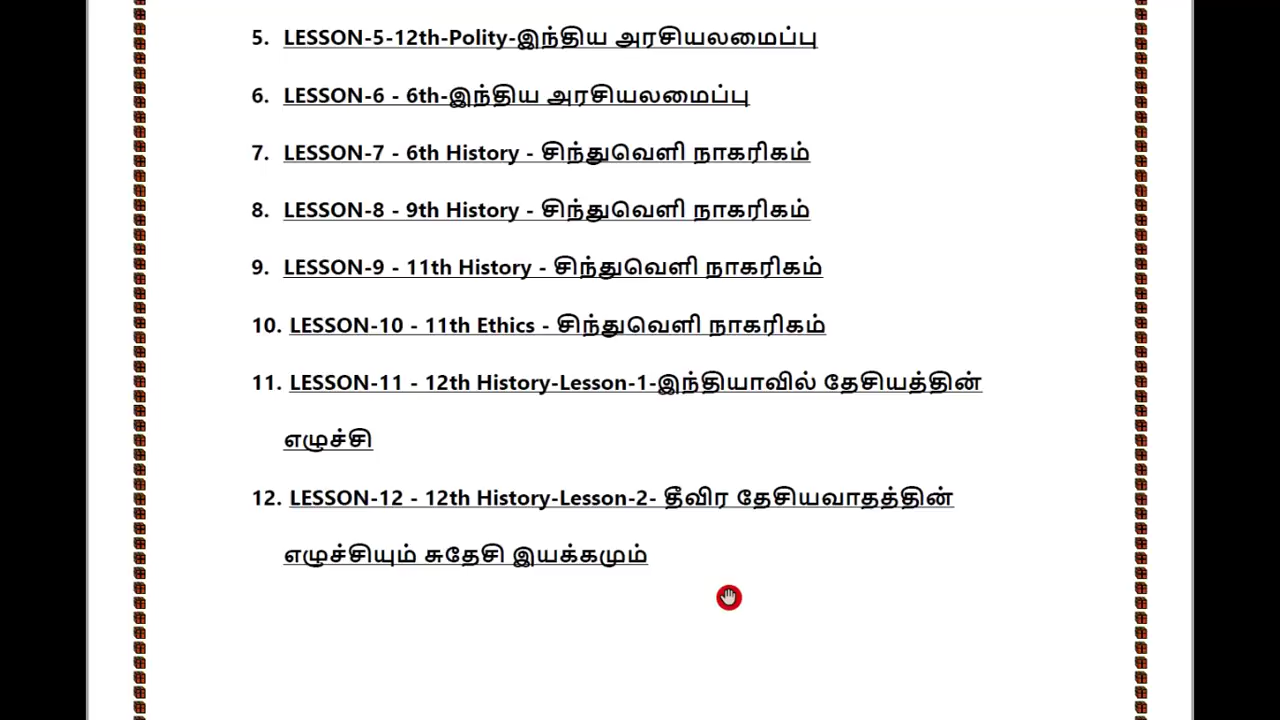 5. LESSON-5-12th-Polity-இந்திய அரசியலமைப்பு
6. LESSON-6 - 6th-இந்திய அரசியலமைப்பு
7. LESSON-7 - 6th History - சிந்துவெளி நாகரிகம்
8. LESSON-8 - 9th History - சிந்துவெளி நாகரிகம்
9. LESSON-9 - 11th History - சிந்துவெளி நாகரிகம்
10. LESSON-10 - 11th Ethics - சிந்துவெளி நாகரிகம்
11. LESSON-11 - 12th History-Lesson-1-இந்தியாவில் தேசியத்தின்
எழுச்சி
12. LESSON-12 - 12th History-Lesson-2- தீவிர தேசியவாதத்தின்
எழுச்சியும் சுதேசி இயக்கமும்